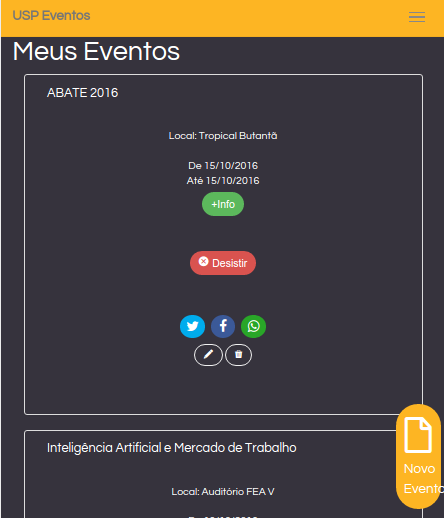 USP Eventos
Meus Eventos
ABATE 2016
Local: Tropical Butantã
De 15/10/2016
Até 15/10/2016
+Info
Desistir
Inteligência Artificial e Mercado de Trabalho
Local: Auditório FEA V
Novo
Evento